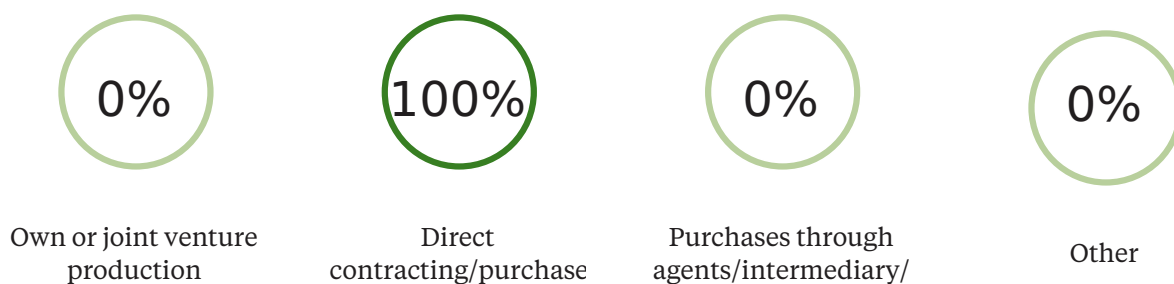 0%
100%
0%
0%
Own or joint venture
production
Direct
contracting/purchase
Purchases through
agents/intermediary/
Other